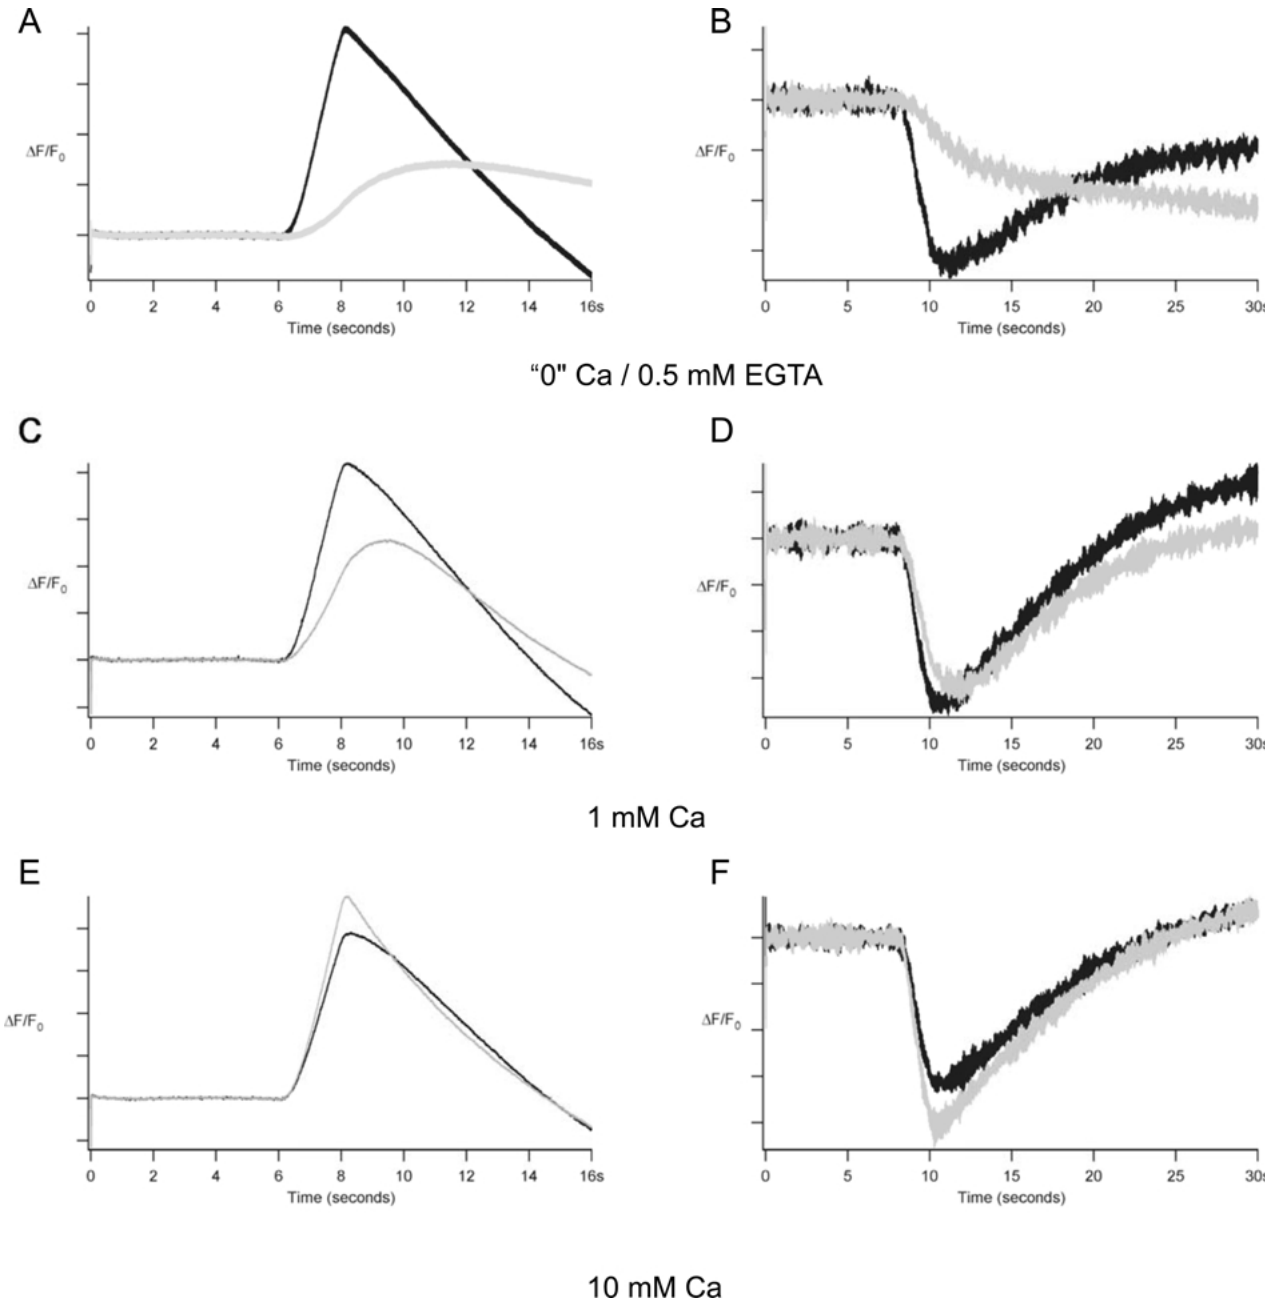 A
B
ΔF/F0
0 2 4 6 8 10 12 14 16s
Time (seconds)
ΔF/F0
0 5 10 15 20 25 30s
Time (seconds)
“0" Ca / 0.5 mM EGTA
C
D
ΔF/F0
0 2 4 6 8 10 12 14 16s
Time (seconds)
ΔF/F0
0 5 10 15 20 25 30s
Time (seconds)
1 mM Ca
E
F
ΔF/F0
0 2 4 6 8 10 12 14 16s
Time (seconds)
ΔF/F0
0 5 10 15 20 25 30s
Time (seconds)
10 mM Ca